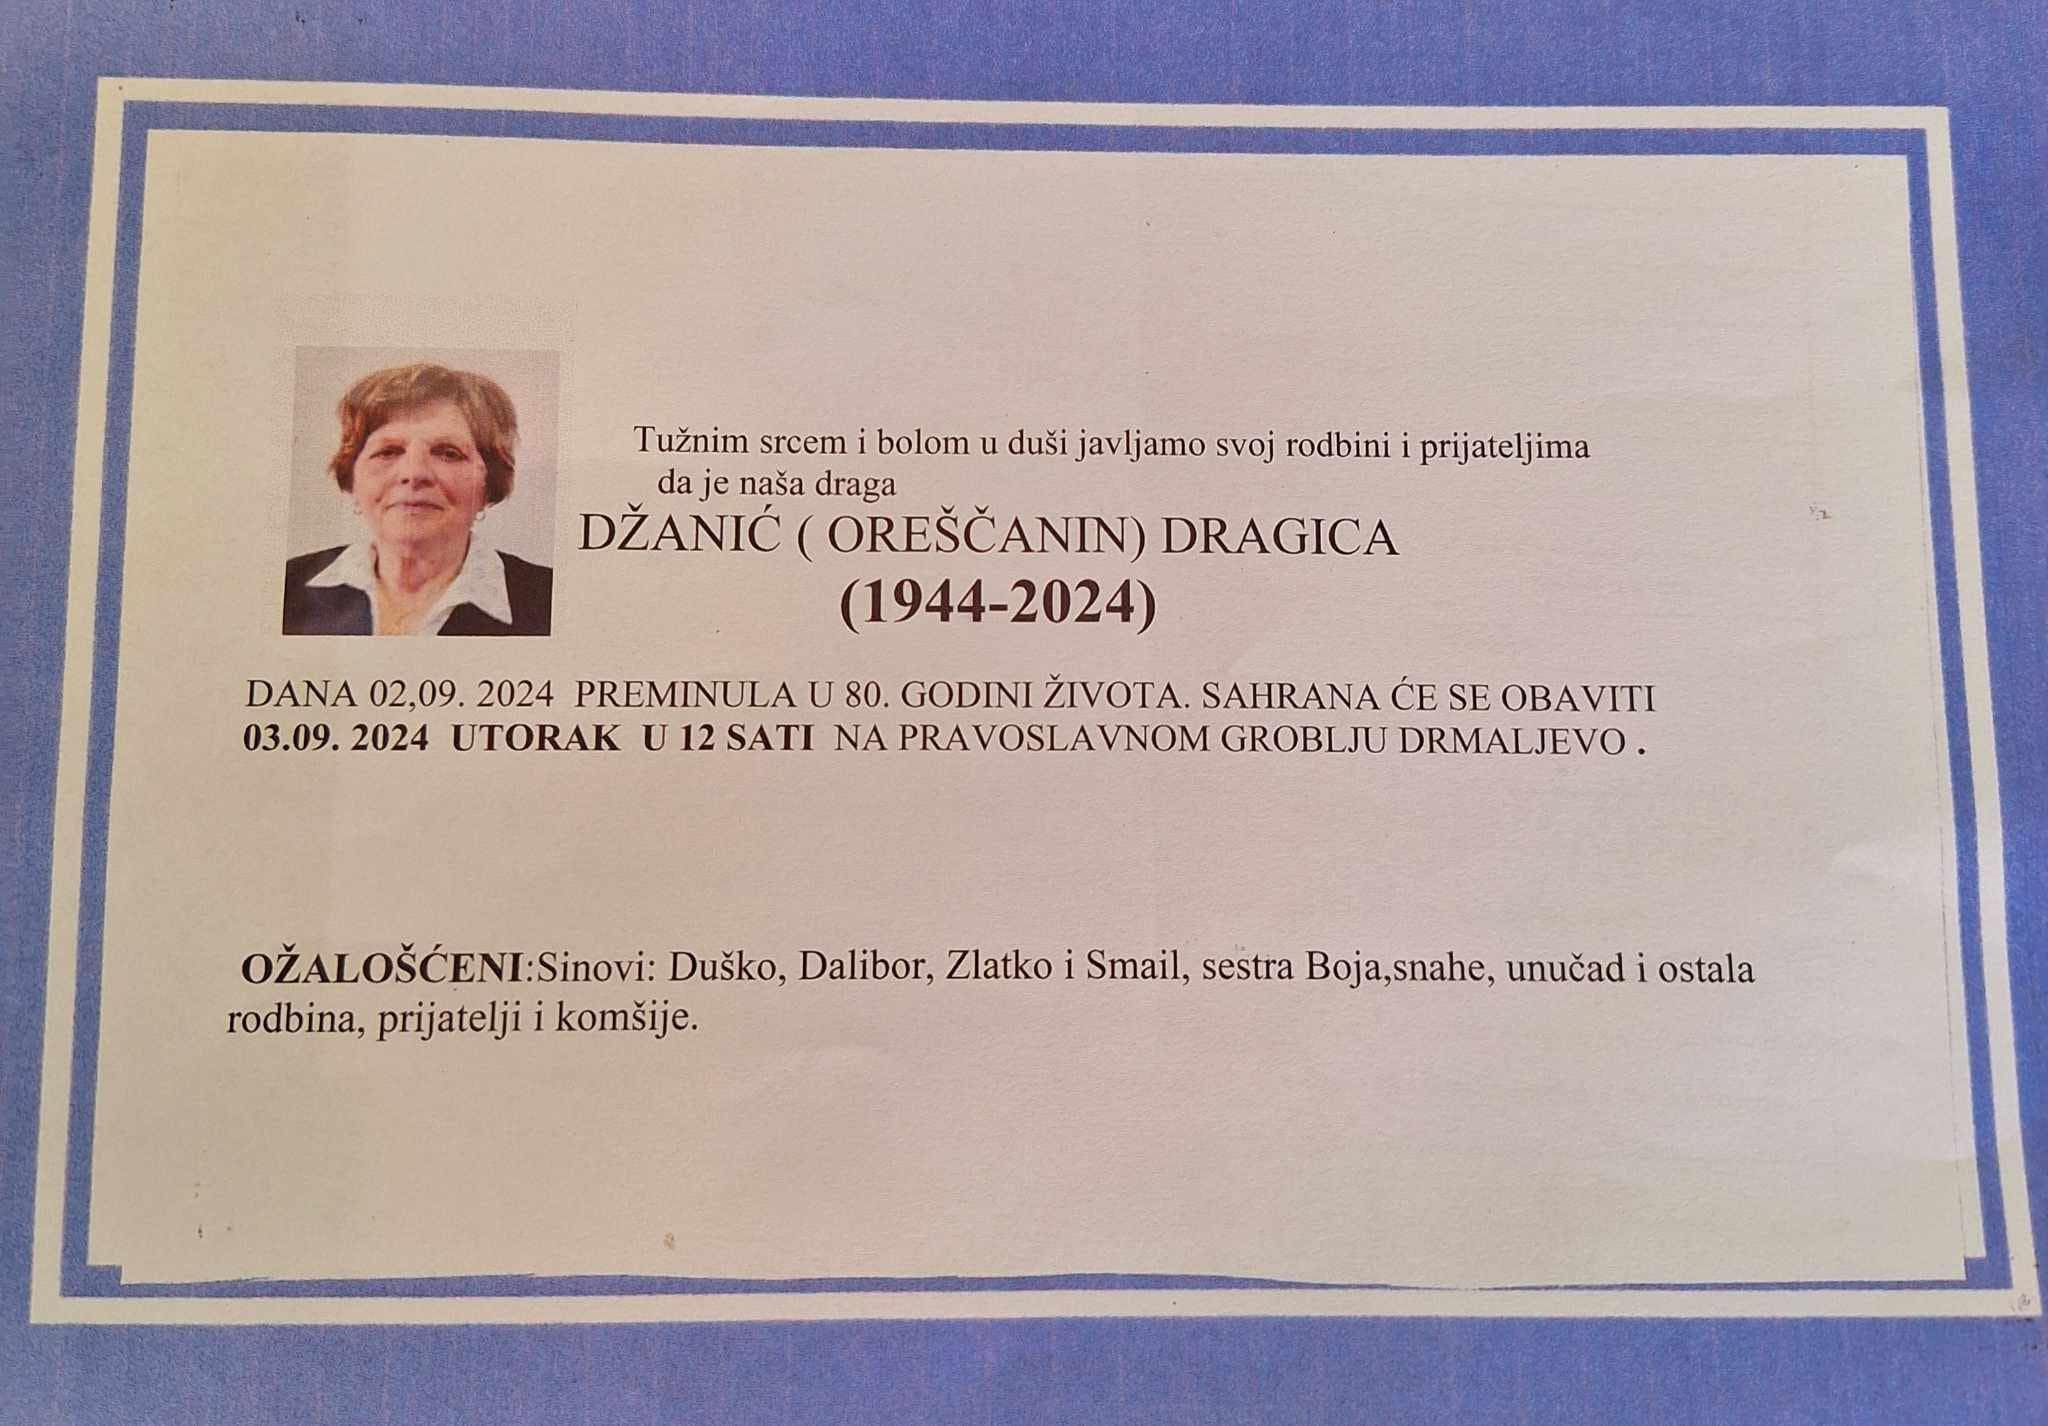 Tužnim srcem i bolom u duši javljamo svoj rodbini i prijateljima
da je naša draga
DŽANIĆ ( OREŠČANIN) DRAGICA
(1944-2024)
DANA 02,09. 2024 PREMINULA U 80. GODINI ŽIVOTA. SAHRANA ĆE SE OBAVITI
03.09. 2024 UTORAK U 12 SATI NA PRAVOSLAVNOM GROBLJU DRMALJEVO .
OŽALOŠĆENI:Sinovi: Duško, Dalibor, Zlatko i Smail, sestra Boja,snahe, unučad i ostala
rodbina, prijatelji i komšije.